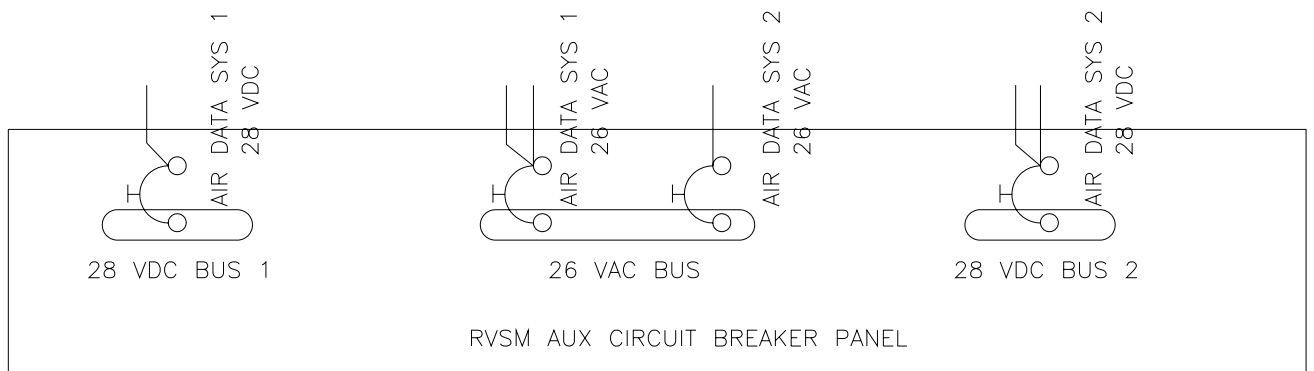 AIR DATA SYS 1
28 VDC
AIR DATA SYS 1
26 VAC
AIR DATA SYS 2
26 VAC
AIR DATA SYS 2
28 VDC
28 VDC BUS 1
26 VAC BUS
28 VDC BUS 2
RVSM AUX CIRCUIT BREAKER PANEL